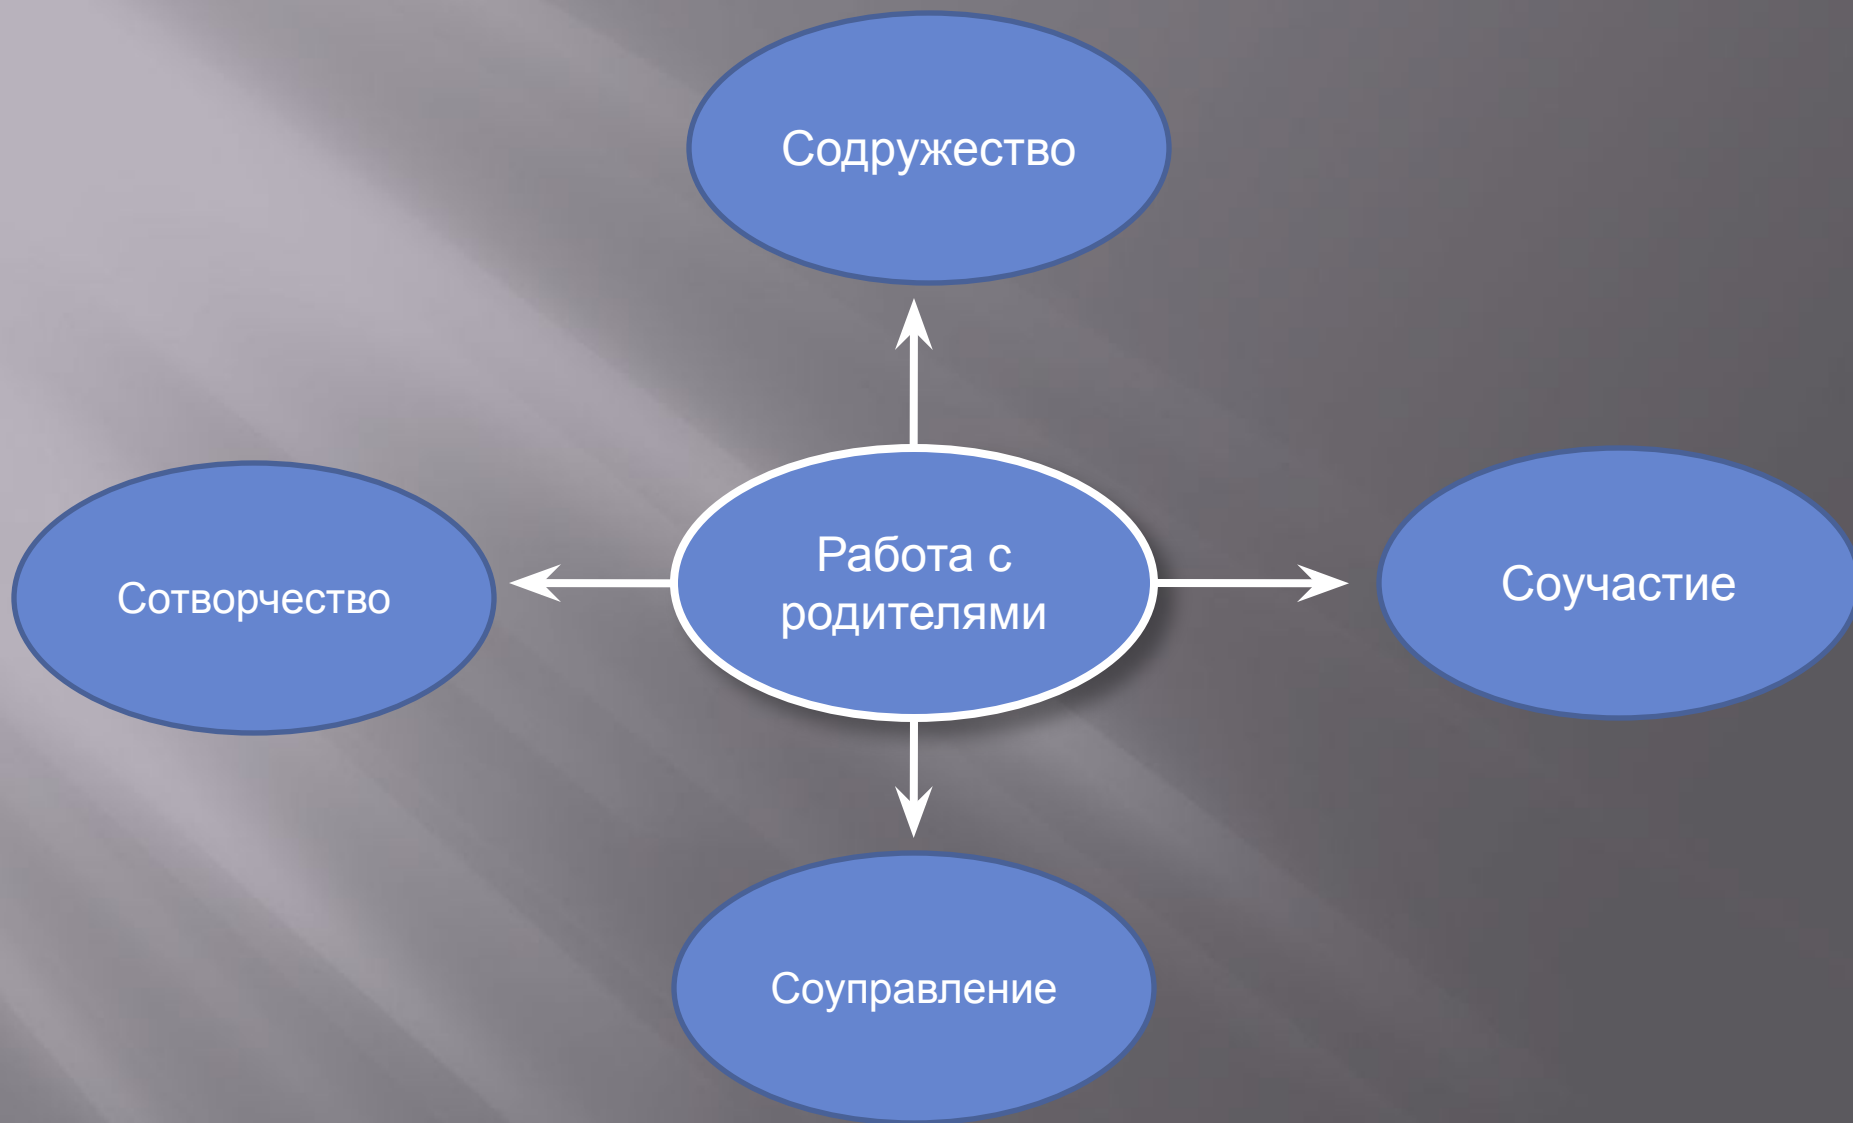 Содружество
Работа с
родителями
Сотворчество
Соучастие
Соуправление